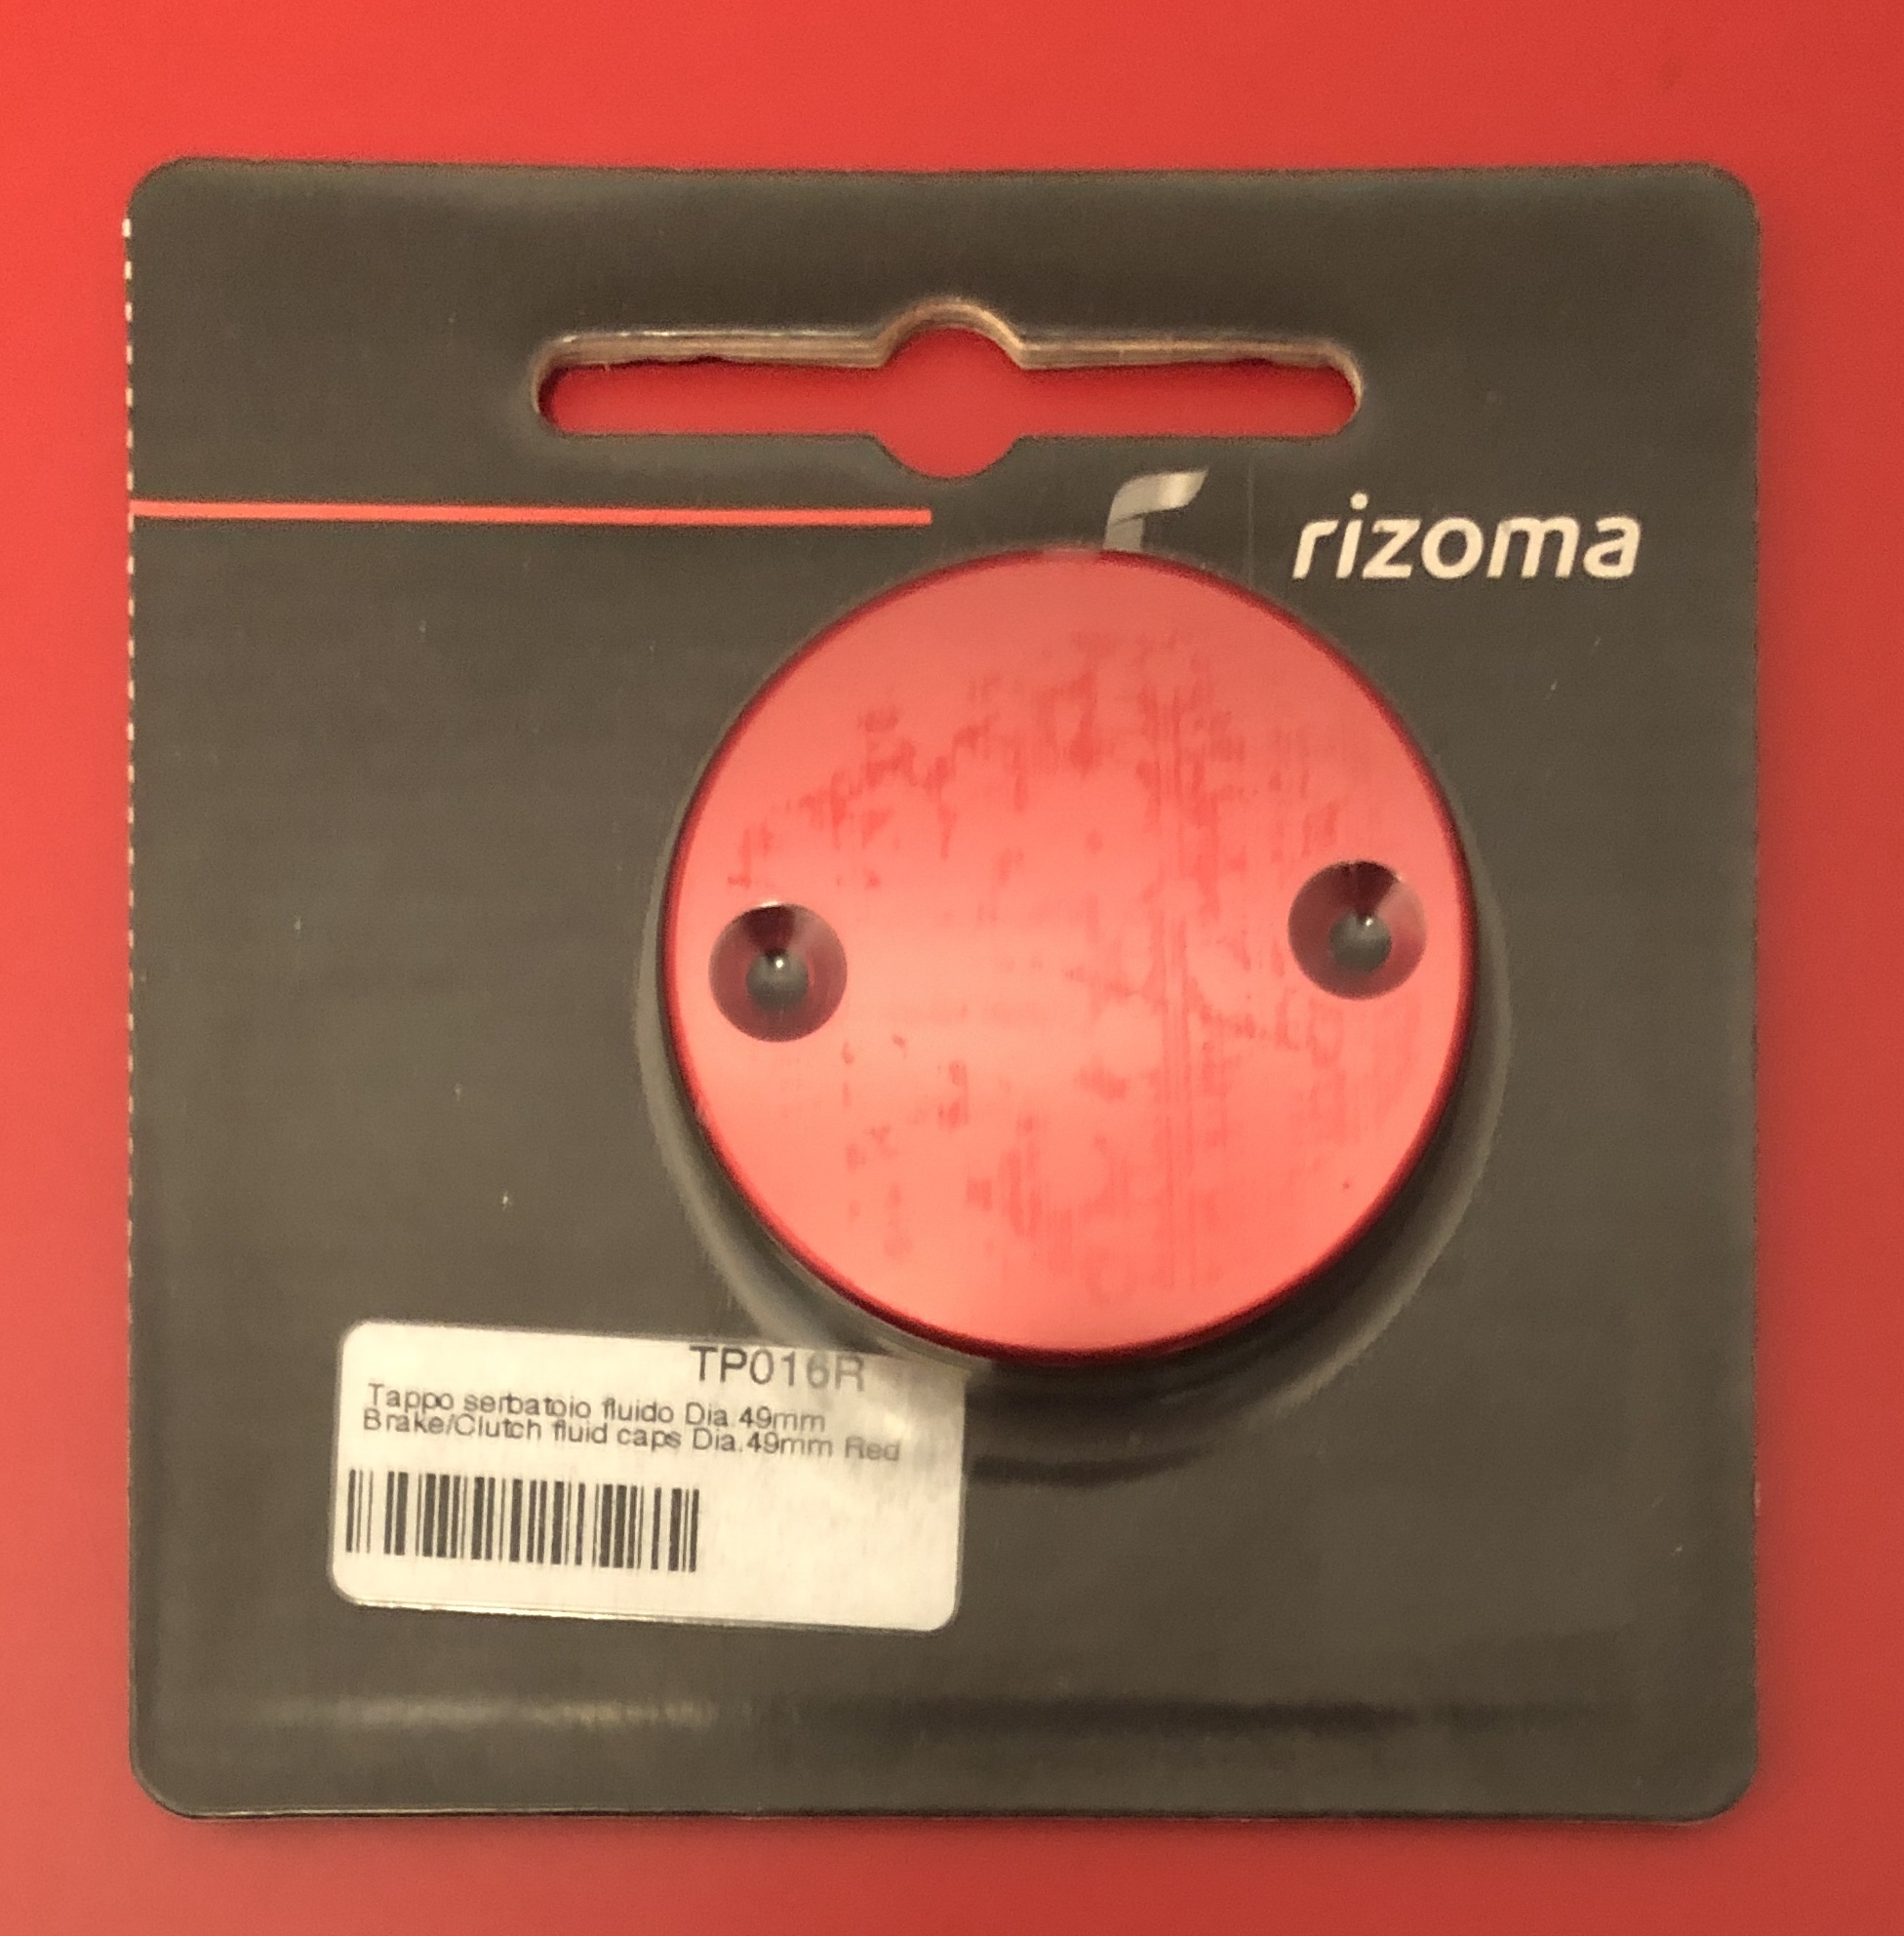 rizoma
TP016R
Tappo serbatoio fluido Dia.49mm
Brake/Clutch fluid caps Dia.49mm Red